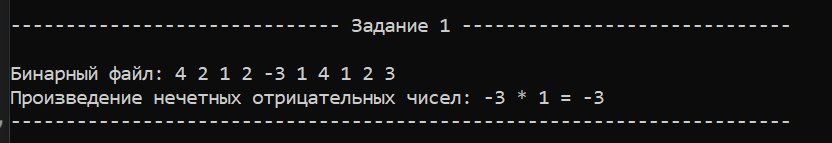 ------------------------------ Задание 1 ------------------------------
Бинарный файл: 4 2 1 2 -3 1 4 1 2 3
Произведение нечетных отрицательных чисел: -3 * 1 = -3
-----------------------------------------------------------------------